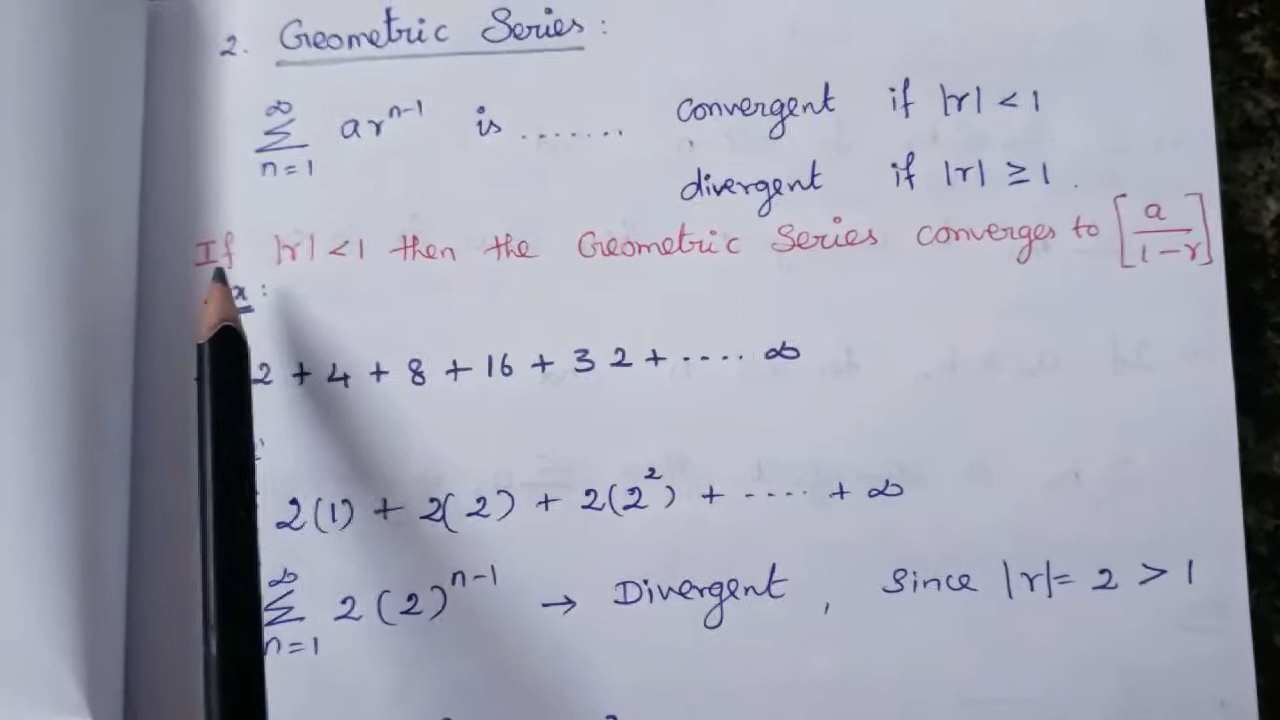 2. Geometric Series:
∞
Σ ar^(n-1) is ....... convergent if |r| < 1
n=1
divergent if |r| ≥ 1.
If |r| < 1 then the Geometric Series converges to [a/(1-r)]
x:
2 + 4 + 8 + 16 + 32 + .... ∞
2(1) + 2(2) + 2(2²) + .... + ∞
∞
Σ 2(2)^(n-1) → Divergent, Since |r| = 2 > 1
n=1